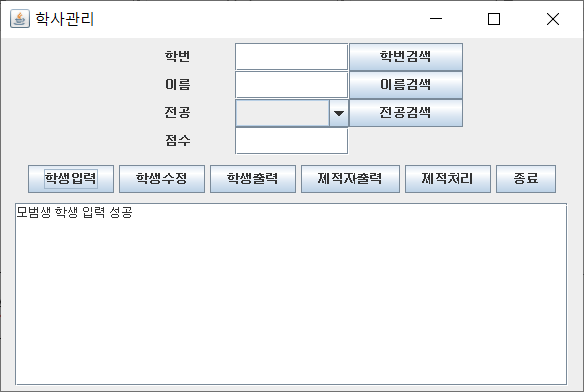 학사관리
학번 학번검색
이름 이름검색
전공 전공검색
점수
학생입력 학생수정 학생출력 제적자출력 제적처리 종료
모범생 학생 입력 성공